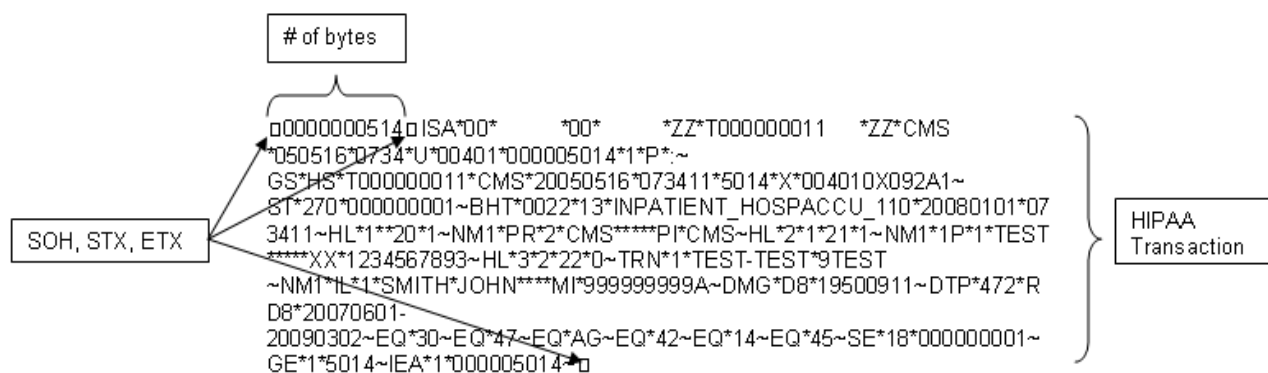 # of bytes
□0000000514□ISA*00* *00* *ZZ*T000000011 *ZZ*CMS
*050516*0734*U*00401*000005014*1*P*:~
GS*HS*T000000011*CMS*20050516*073411*5014*X*004010X092A1~
ST*270*000000001~BHT*0022*13*INPATIENT_HOSPACCU_110*20080101*07
3411~HL*1**20*1~NM1*PR*2*CMS*****PI*CMS~HL*2*1*21*1~NM1*1P*1*TEST
*****XX*1234567893~HL*3*2*22*0~TRN*1*TEST-TEST*9TEST
~NM1*IL*1*SMITH*JOHN****MI*999999999A~DMG*D8*19500911~DTP*472*R
D8*20070601-
20090302~EQ*30~EQ*47~EQ*AG~EQ*42~EQ*14~EQ*45~SE*18*000000001~
GE*1*5014~IEA*1*000005014~□
SOH, STX, ETX
HIPAA
Transaction